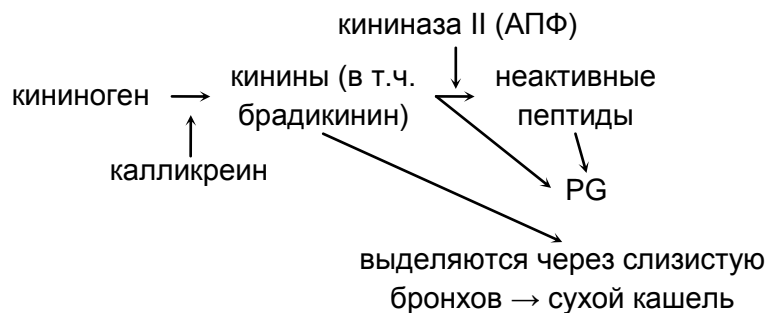 кининаза II (АПФ)
кининоген → кинины (в т.ч. брадикинин) → неактивные пептиды
калликреин
PG
выделяются через слизистую
бронхов → сухой кашель